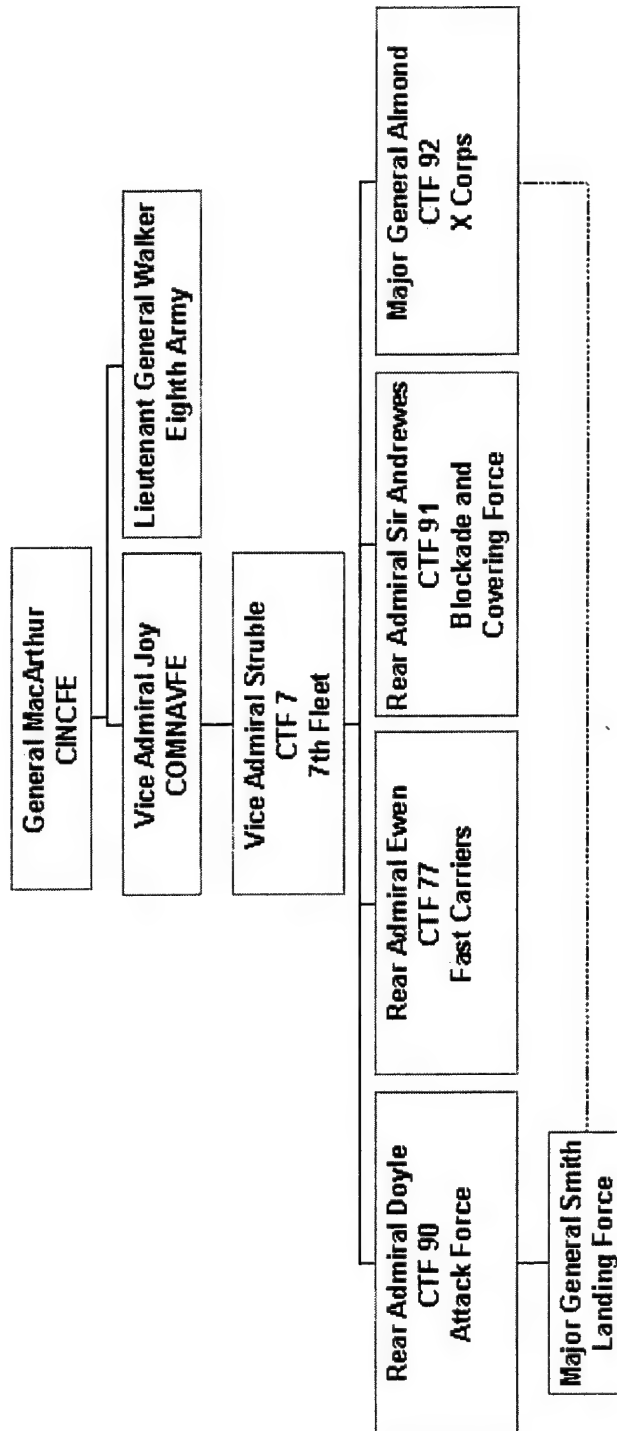 General MacArthur
CINCFE
Vice Admiral Joy
COMNAVFE
Lieutenant General Walker
Eighth Army
Vice Admiral Struble
CTF 7
7th Fleet
Rear Admiral Doyle
CTF 90
Attack Force
Rear Admiral Ewen
CTF 77
Fast Carriers
Rear Admiral Sir Andrewes
CTF 91
Blockade and
Covering Force
Major General Almond
CTF 92
X Corps
Major General Smith
Landing Force